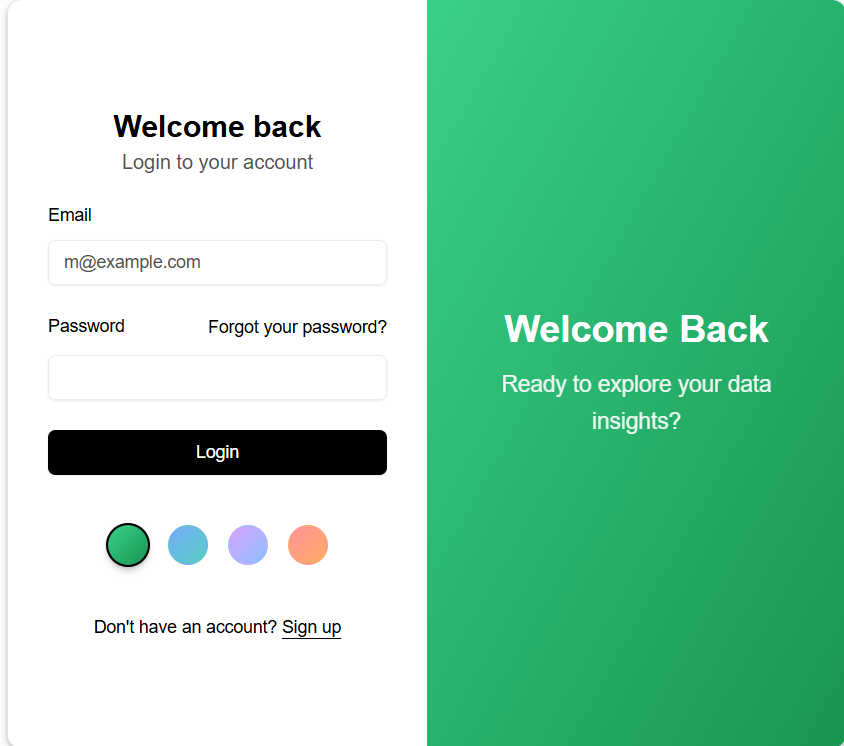 Welcome back
Login to your account
Email
m@example.com
Password
Forgot your password?
Login
Don't have an account? Sign up
Welcome Back
Ready to explore your data
insights?